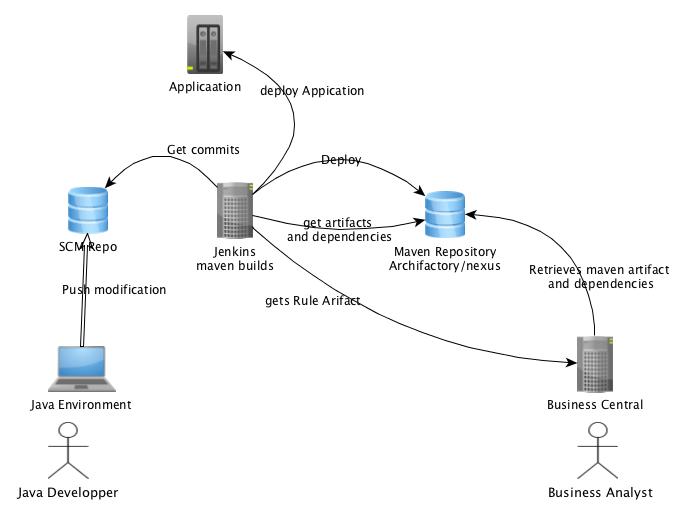 Applicaation
deploy Appication
Get commits
Deploy
SCM Repo
Jenkins
maven builds
get artifacts
and dependencies
Maven Repository
Archifactory/nexus
Push modification
gets Rule Arifact
Retrieves maven artifact
and dependencies
Java Environment
Business Central
Java Developper
Business Analyst